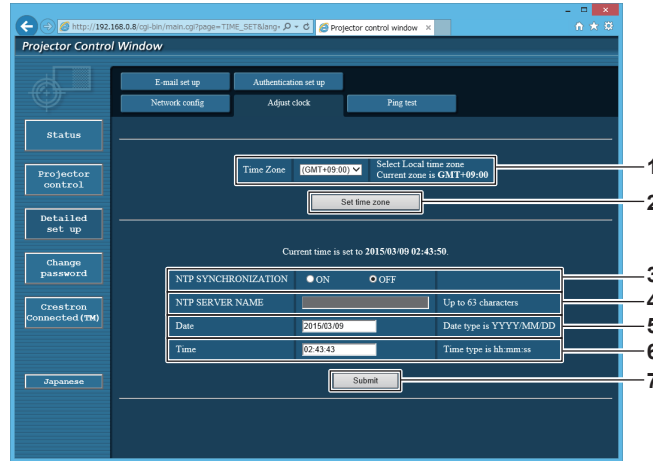 http://192.168.0.8/cgi-bin/main.cgi?page=TIME_SET&lang=
Projector control window
Projector Control Window
E-mail set up
Authentication set up
Network config
Adjust clock
Ping test
Status
Projector
control
Detailed
set up
Change
password
Crestron
Connected(TM)
Japanese
Time Zone
(GMT+09:00)
Select Local time zone
Current zone is GMT+09:00
1
Set time zone
2
Current time is set to 2015/03/09 02:43:50.
NTP SYNCHRONIZATION
ON
OFF
3
NTP SERVER NAME
Up to 63 characters
4
Date
2015/03/09
Date type is YYYY/MM/DD
5
Time
02:43:43
Time type is hh:mm:ss
6
Submit
7